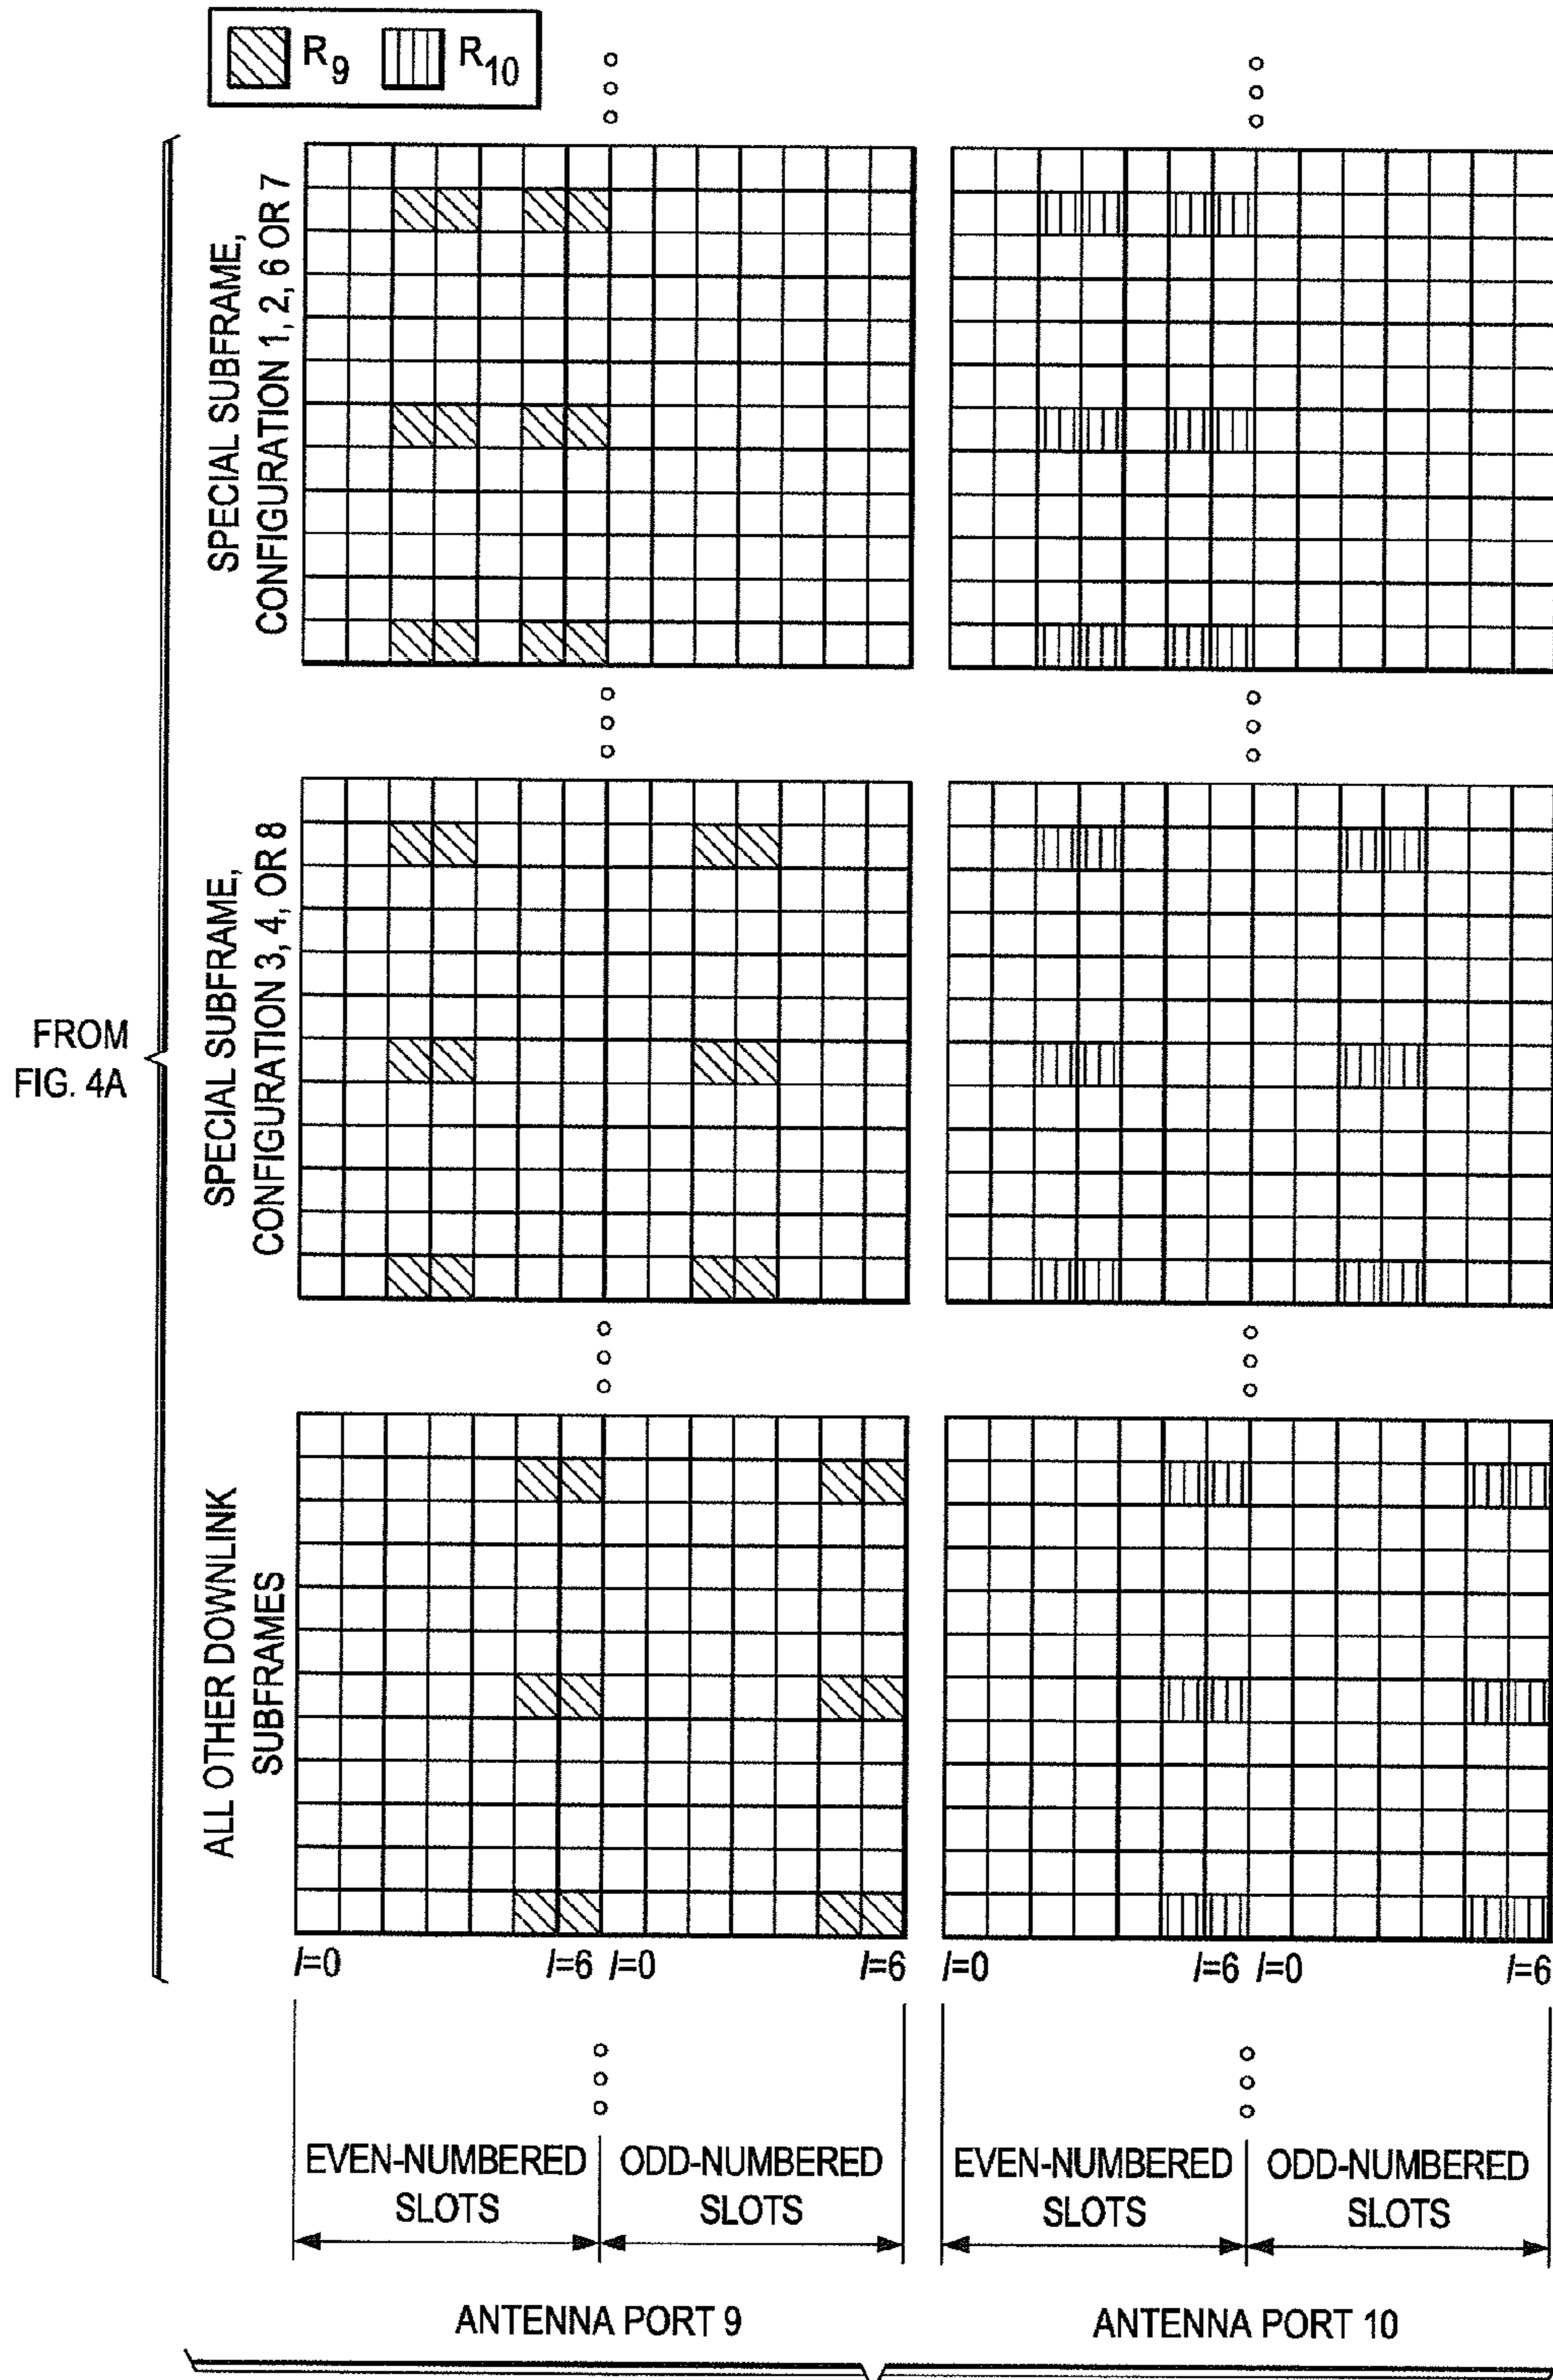 R9 R10
SPECIAL SUBFRAME,
CONFIGURATION 1, 2, 6 OR 7
SPECIAL SUBFRAME,
CONFIGURATION 3, 4, OR 8
FROM
FIG. 4A
ALL OTHER DOWNLINK
SUBFRAMES
l=0 l=6 l=0 l=6 l=0 l=6 l=0 l=6
EVEN-NUMBERED
SLOTS
ODD-NUMBERED
SLOTS
EVEN-NUMBERED
SLOTS
ODD-NUMBERED
SLOTS
ANTENNA PORT 9
ANTENNA PORT 10